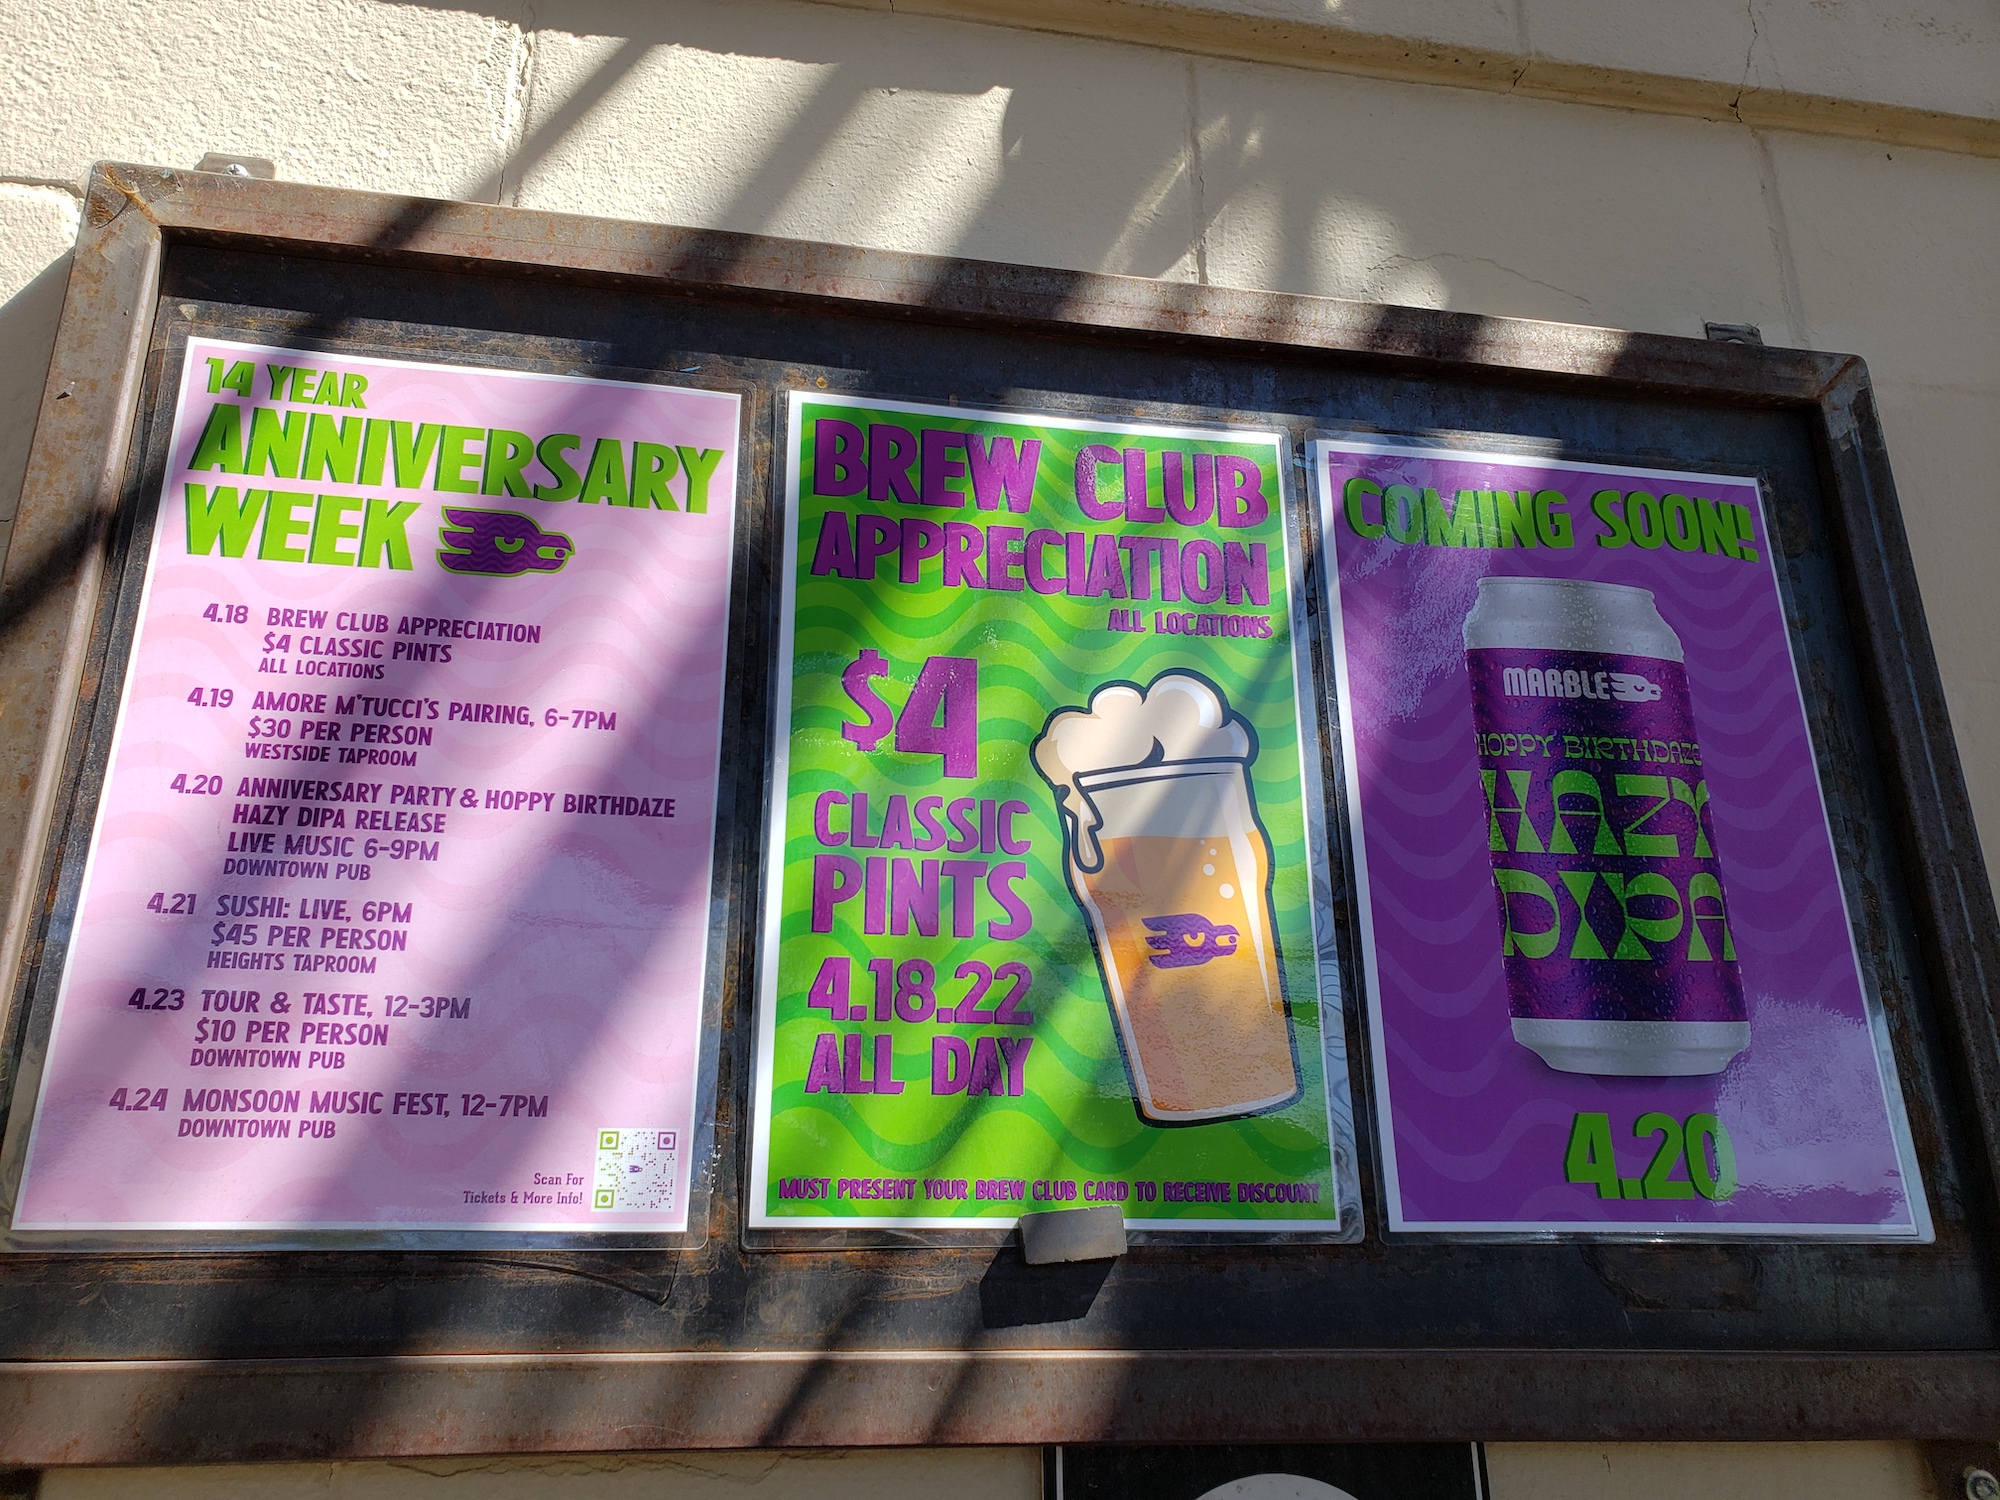 14 YEAR
ANNIVERSARY
WEEK
4.18 BREW CLUB APPRECIATION
$4 CLASSIC PINTS
ALL LOCATIONS
4.19 AMORE M'TUCCI'S PAIRING, 6-7PM
$30 PER PERSON
WESTSIDE TAPROOM
4.20 ANNIVERSARY PARTY & HOPPY BIRTHDAZE
HAZY DIPA RELEASE
LIVE MUSIC 6-9PM
DOWNTOWN PUB
4.21 SUSHI: LIVE, 6PM
$45 PER PERSON
HEIGHTS TAPROOM
4.23 TOUR & TASTE, 12-3PM
$10 PER PERSON
DOWNTOWN PUB
4.24 MONSOON MUSIC FEST, 12-7PM
DOWNTOWN PUB
Scan For
Tickets & More Info!
BREW CLUB
APPRECIATION
ALL LOCATIONS
$4
CLASSIC
PINTS
4.18.22
ALL DAY
MUST PRESENT YOUR BREW CLUB CARD TO RECEIVE DISCOUNT
COMING SOON!
MARBLE
HOPPY BIRTHDAZE
HAZY
DIPA
4.20